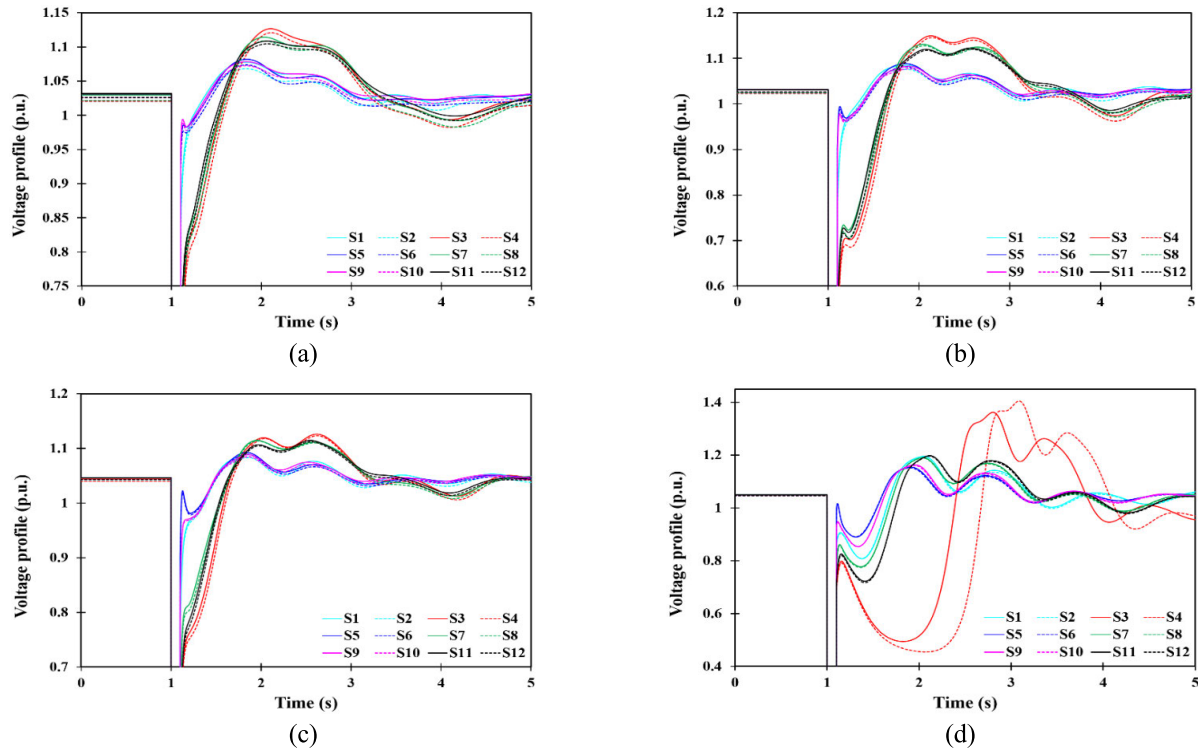 1.15
1.1
1.05
1
0.95
0.9
0.85
0.8
0.75
Voltage profile (p.u.)
S1 S2 S3 S4
S5 S6 S7 S8
S9 S10 S11 S12
0 1 2 3 4 5
Time (s)
(a)
1.2
1.1
1
0.9
0.8
0.7
0.6
Voltage profile (p.u.)
S1 S2 S3 S4
S5 S6 S7 S8
S9 S10 S11 S12
0 1 2 3 4 5
Time (s)
(b)
1.2
1.1
1
0.9
0.8
0.7
Voltage profile (p.u.)
S1 S2 S3 S4
S5 S6 S7 S8
S9 S10 S11 S12
0 1 2 3 4 5
Time (s)
(c)
1.4
1.2
1
0.8
0.6
0.4
Voltage profile (p.u.)
S1 S2 S3 S4
S5 S6 S7 S8
S9 S10 S11 S12
0 1 2 3 4 5
Time (s)
(d)